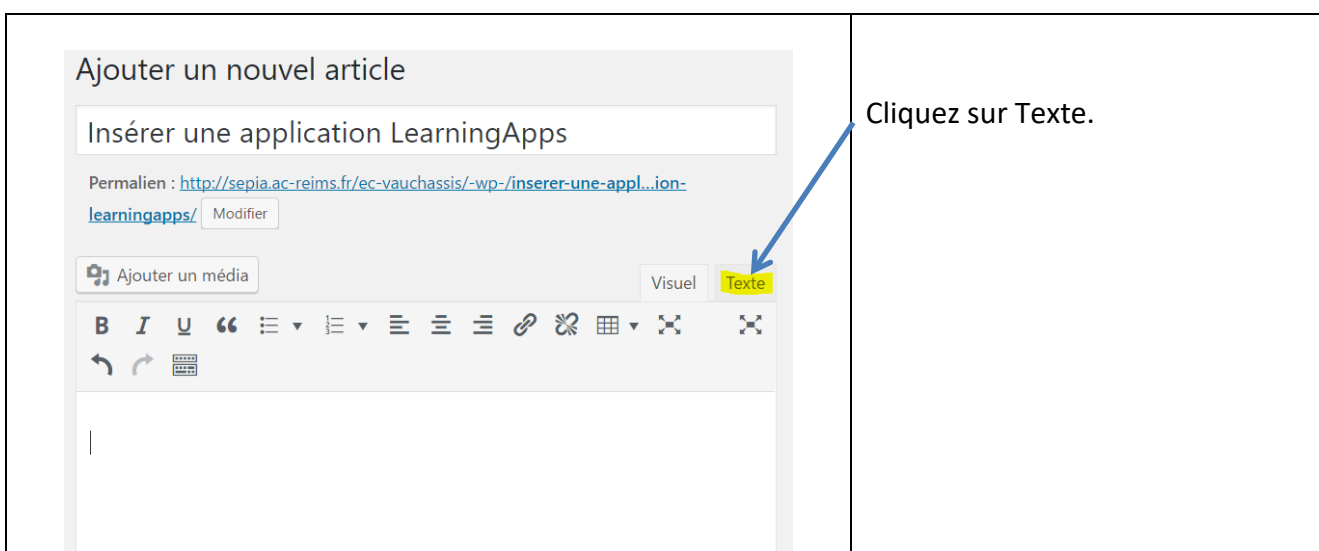 Ajouter un nouvel article
Insérer une application LearningApps
Permalien : http://sepia.ac-reims.fr/ec-vauchassis/-wp-/inserer-une-appl...ion-
learningapps/ Modifier
Ajouter un média
Visuel Texte
B I U
Cliquez sur Texte.